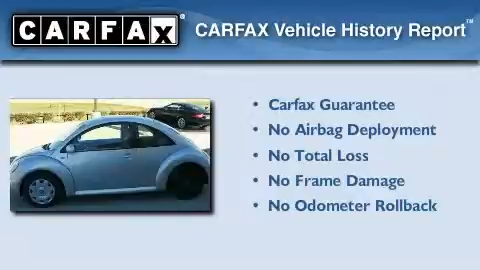 CARFAX® CARFAX Vehicle History Report™
• Carfax Guarantee
• No Airbag Deployment
• No Total Loss
• No Frame Damage
• No Odometer Rollback